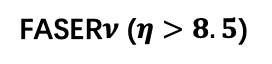 FASER𝝂 (𝜼 > 𝟖. 𝟓)